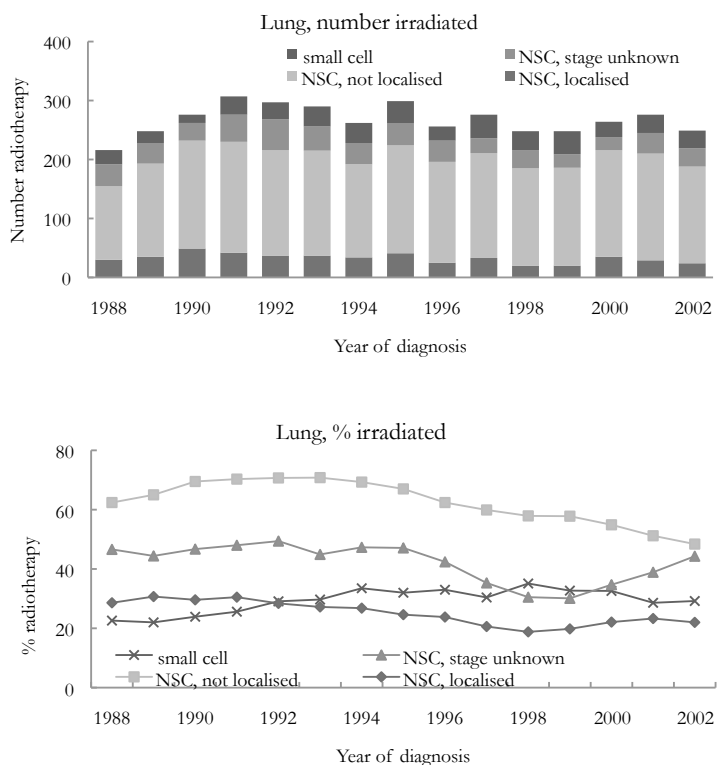 Lung, number irradiated
400
300
200
100
0
Number radiotherapy
small cell
NSC, stage unknown
NSC, not localised
NSC, localised
1988 1990 1992 1994 1996 1998 2000 2002
Year of diagnosis
Lung, % irradiated
80
60
40
20
0
% radiotherapy
small cell
NSC, stage unknown
NSC, not localised
NSC, localised
1988 1990 1992 1994 1996 1998 2000 2002
Year of diagnosis